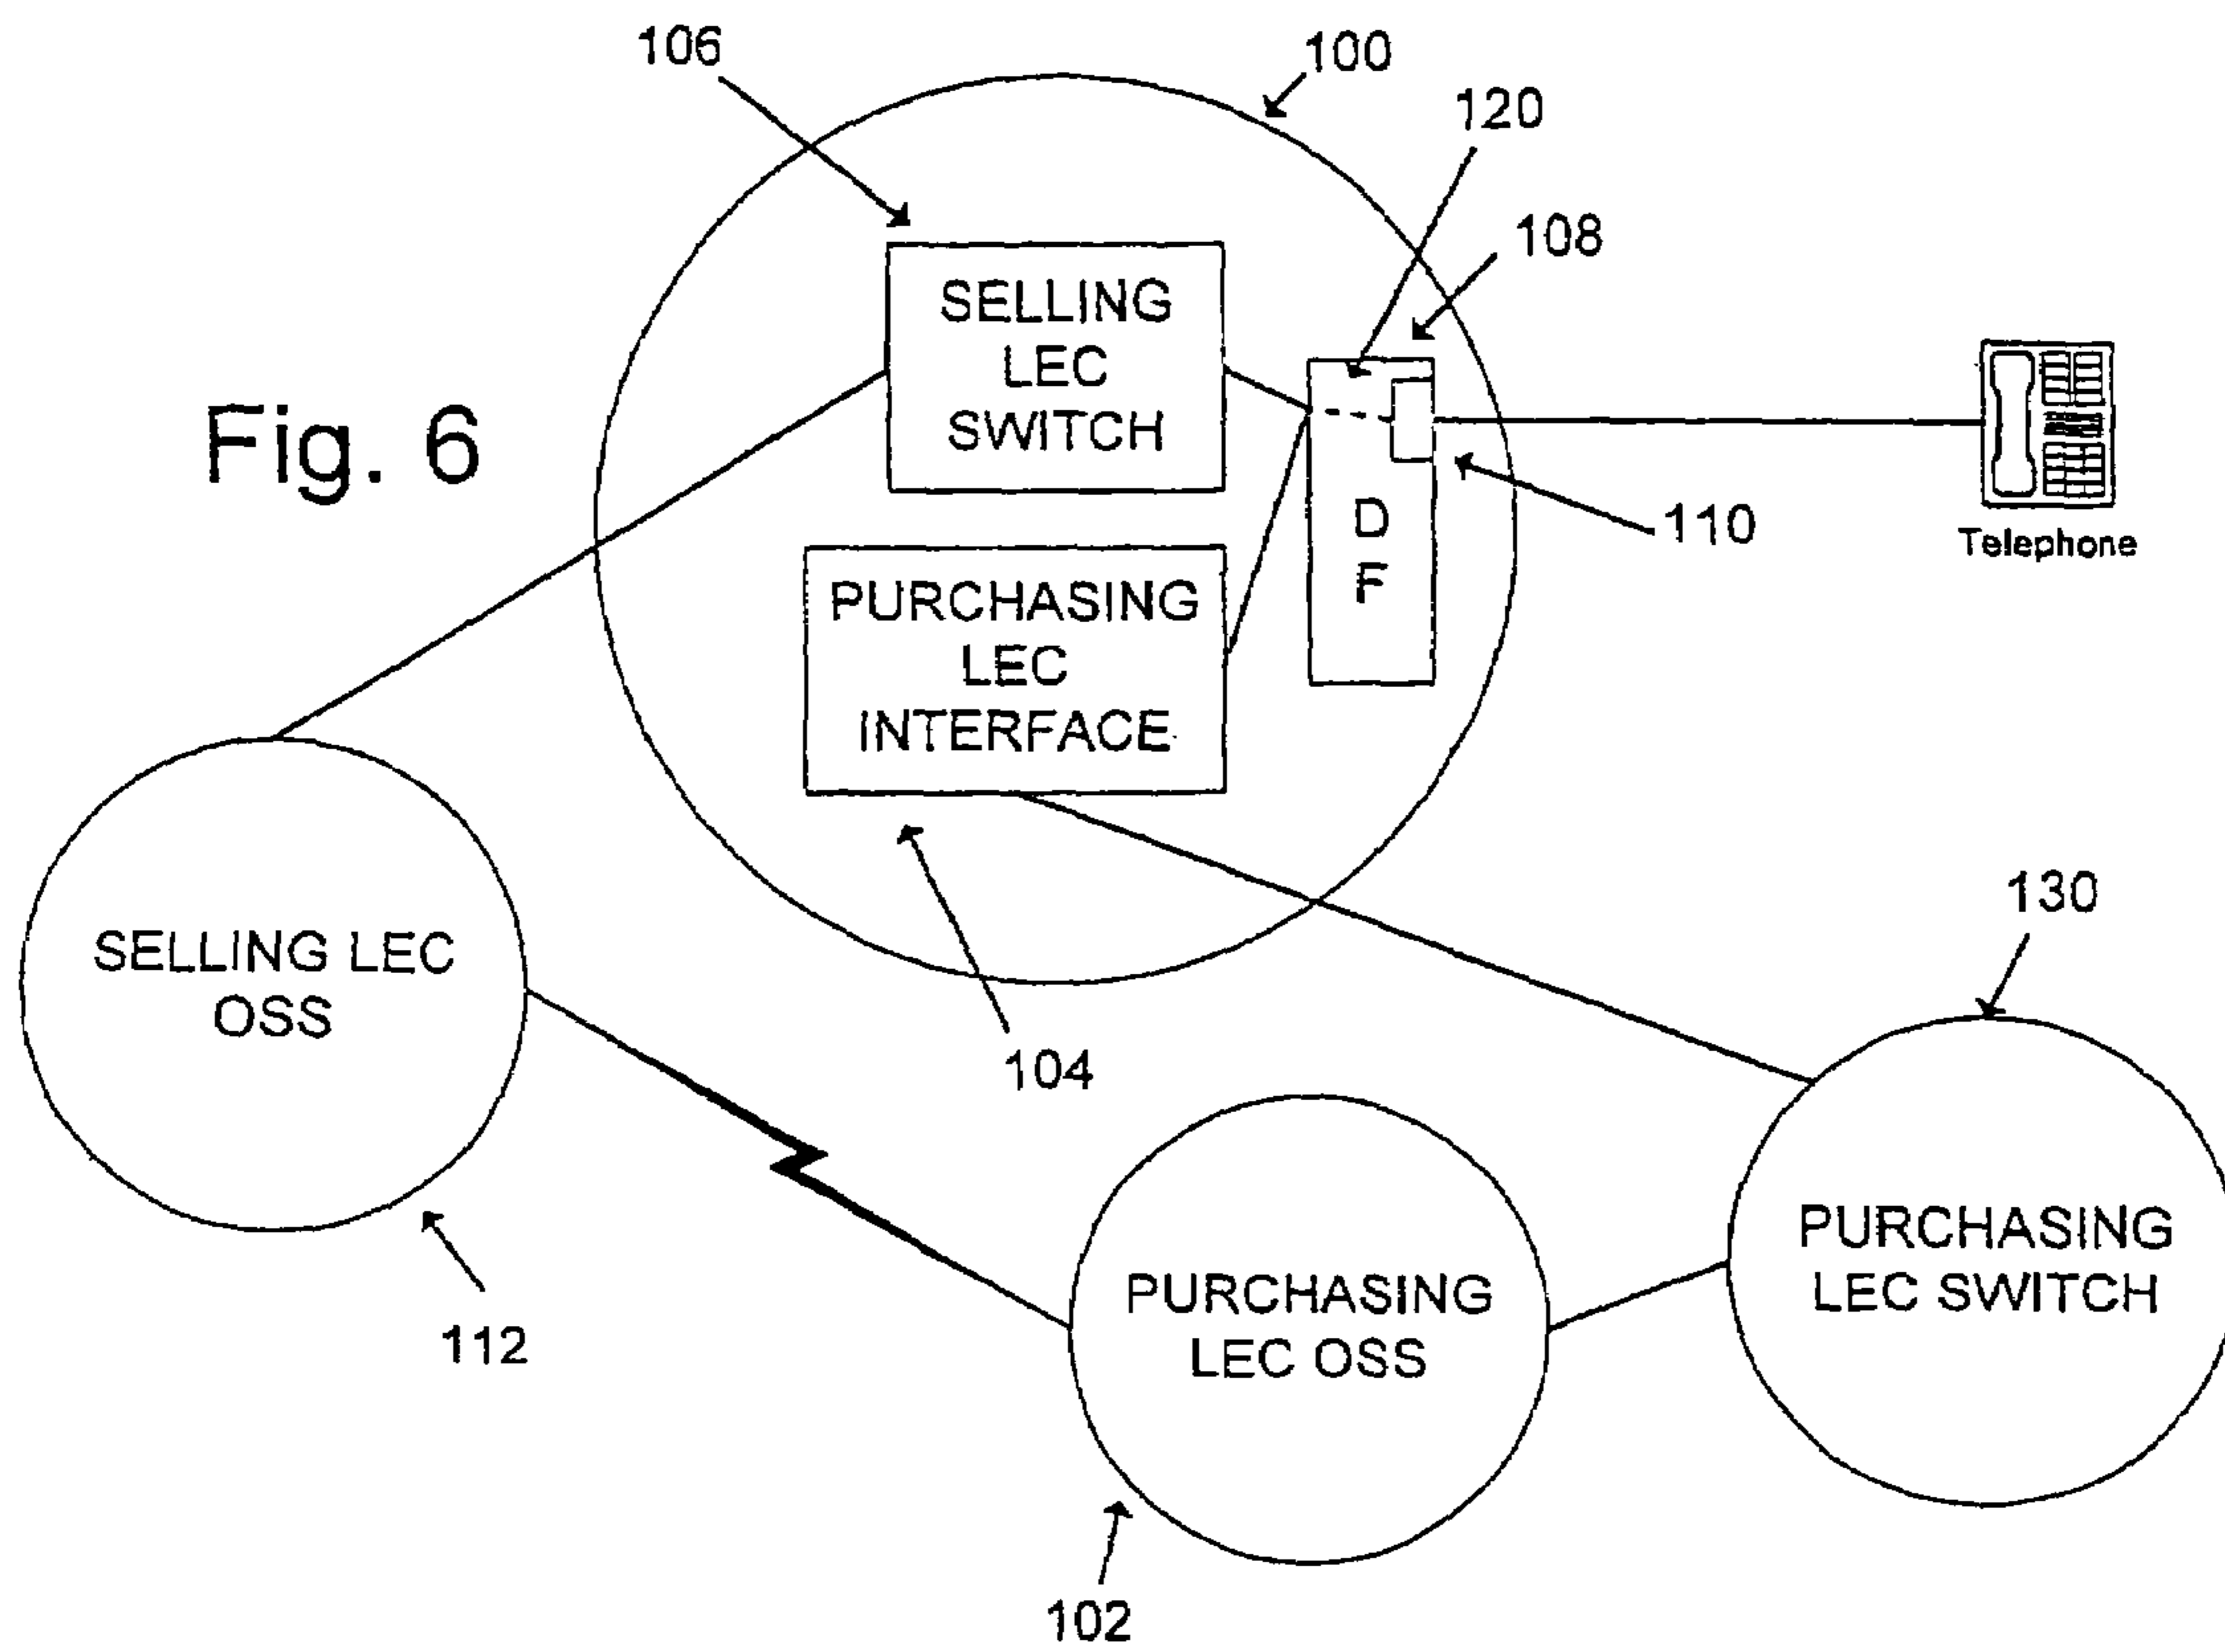 106
100
120
108
Fig. 6
SELLING
LEC
SWITCH
D
F
110
Telephone
PURCHASING
LEC
INTERFACE
130
SELLING LEC
OSS
104
PURCHASING
LEC SWITCH
PURCHASING
LEC OSS
112
102